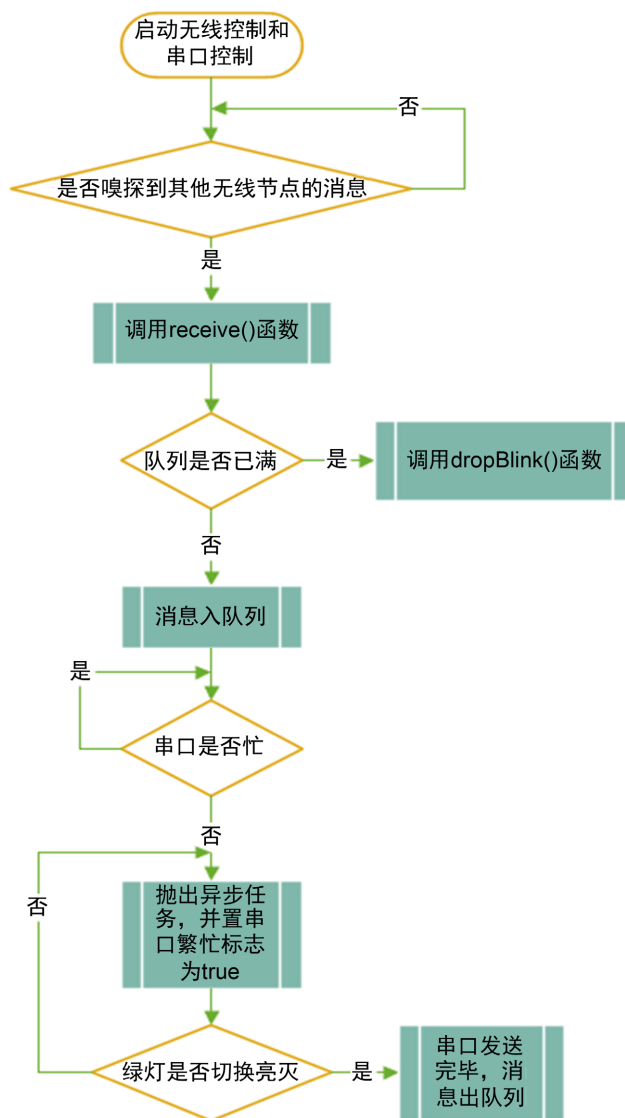 启动无线控制和
串口控制
否
是否嗅探到其他无线节点的消息
是
调用receive()函数
队列是否已满
是
调用dropBlink()函数
否
消息入队列
是
串口是否忙
否
否
抛出异步任
务，并置串
口繁忙标志
为true
绿灯是否切换亮灭
是
串口发送
完毕，消
息出队列